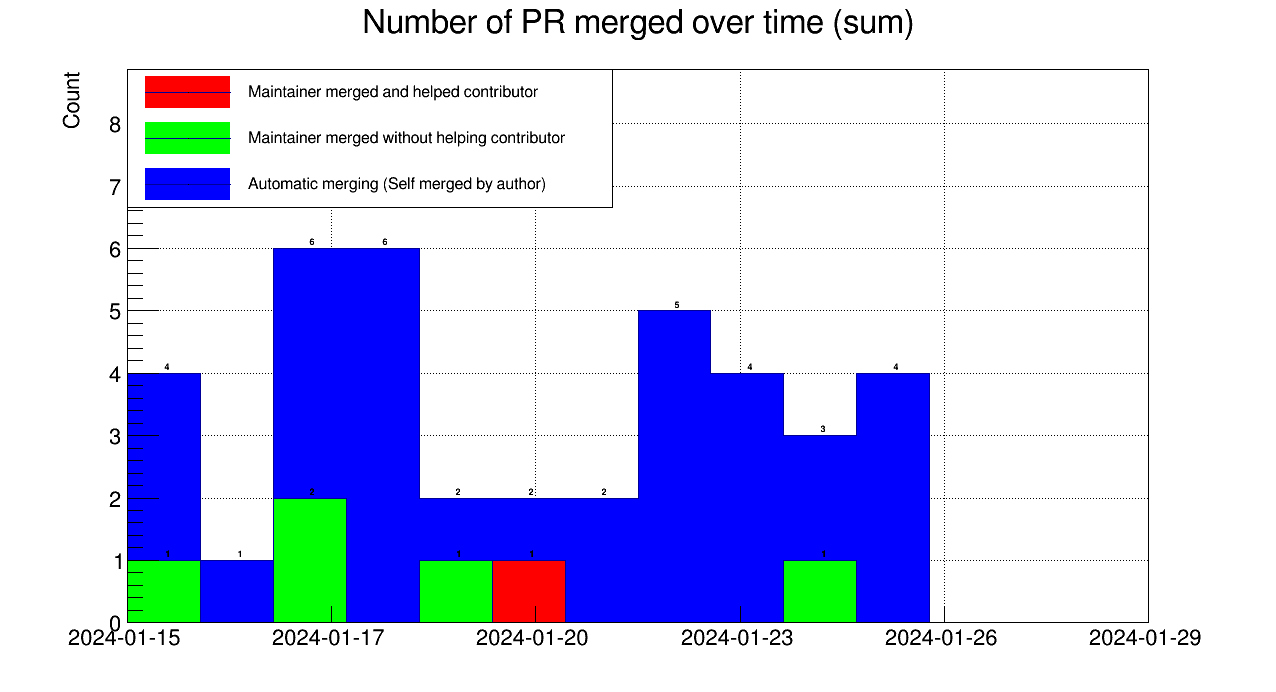 Number of PR merged over time (sum)
Count
Maintainer merged and helped contributor
Maintainer merged without helping contributor
Automatic merging (Self merged by author)
8
7
6
5
4
3
2
1
0
6 6
5
4 4 4
3
2 2 2 2
1 1 1 1 1
2024-01-15 2024-01-17 2024-01-20 2024-01-23 2024-01-26 2024-01-29